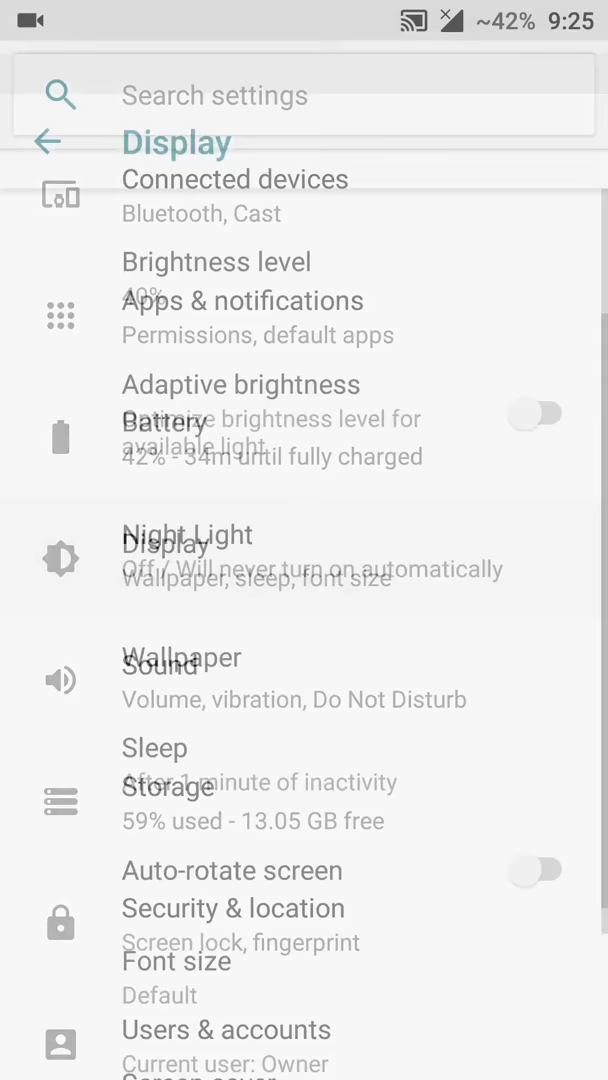 ~42% 9:25
Search settings
Display
Connected devices
Bluetooth, Cast
Brightness level
40%
Apps & notifications
Permissions, default apps
Adaptive brightness
Optimize brightness level for
Battery
available light
42% - 34m until fully charged
Night Light
Display
Off / Will never turn on automatically
Wallpaper, sleep, font size
Wallpaper
Sound
Volume, vibration, Do Not Disturb
Sleep
After 1 minute of inactivity
Storage
59% used - 13.05 GB free
Auto-rotate screen
Security & location
Screen lock, fingerprint
Font size
Default
Users & accounts
Current user: Owner
Screen saver